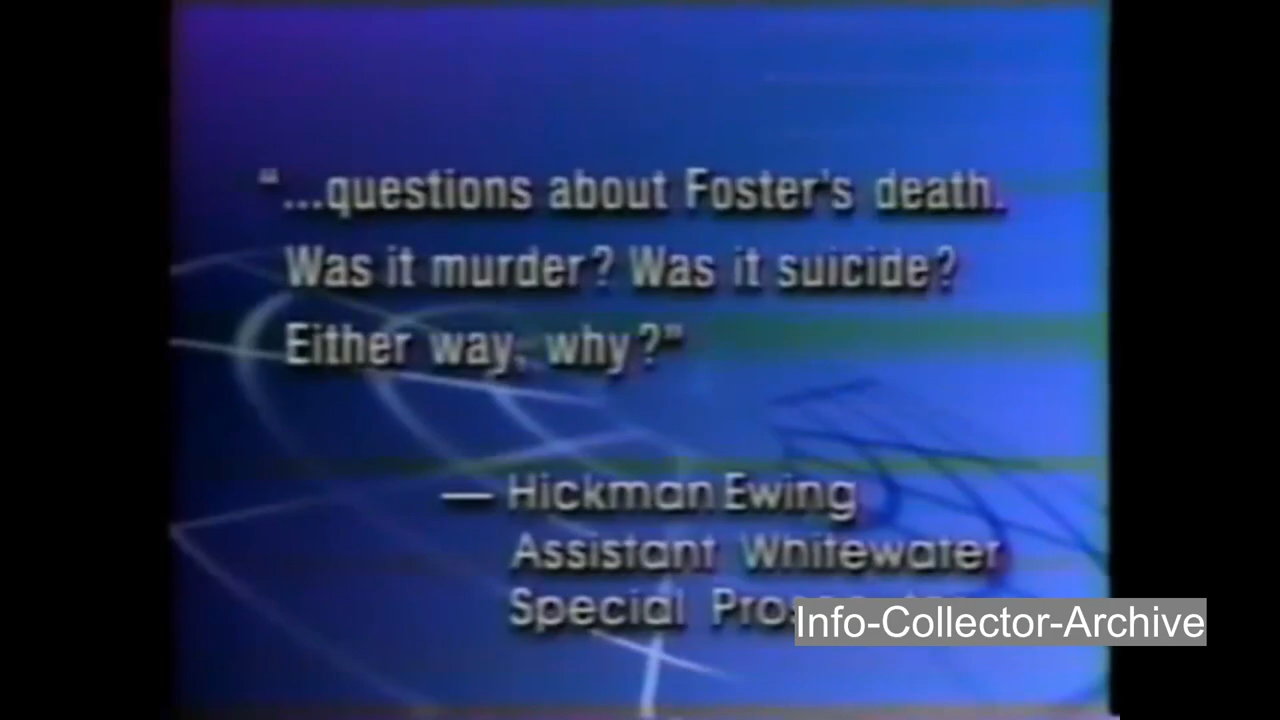 “...questions about Foster's death.
Was it murder? Was it suicide?
Either way, why?”
— Hickman Ewing
Assistant Whitewater
Special
Info-Collector-Archive